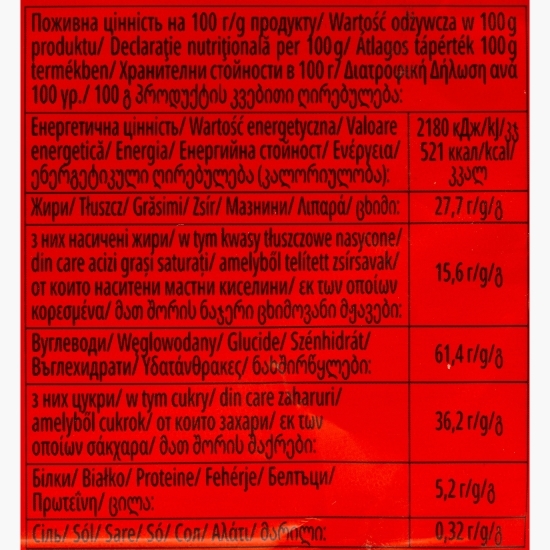 Поживна цінність на 100 г/g продукту/ Wartość odżywcza w 100 g
produktu/ Declarație nutrițională per 100g/ Átlagos tápérték 100 g
termékben/ Хранителни стойности в 100 г/ Διατροφική Δήλωση ανά
100 γρ./ 100 გ პროდუქტის კვებითი ღირებულება:
Енергетична цінність/ Wartość energetyczna/ Valoare
energetică/ Energia/ Енергийна стойност/ Ενέργεια/
ენერგეტიკული ღირებულება (კალორიულობა):
2180 кДж/kJ/კჯ
521 ккал/kcal/
კკალ
Жири/ Tłuszcz/ Grăsimi/ Zsír/ Мазнини/ Λιπαρά/ ცხიმი:
27,7 г/g/გ
з них насичені жири/ w tym kwasy tłuszczowe nasycone/
din care acizi grași saturați/ amelyből telített zsírsavak/
от които наситени мастни киселини/ εκ των οποίων
κορεσμένα/ მათ შორის ნაჯერი ცხიმოვანი მჟავები:
15,6 г/g/გ
Вуглеводи/ Węglowodany/ Glucide/ Szénhidrát/
Въглехидрати/ Υδατάνθρακες/ ნახშირწყლები:
61,4 г/g/გ
з них цукри/ w tym cukry/ din care zaharuri/
amelyből cukrok/ от които захари/ εκ των
οποίων σάκχαρα/ მათ შორის შაქრები:
36,2 г/g/გ
Білки/ Białko/ Proteine/ Fehérje/ Белтъци/
Πρωτεΐνη/ ცილა:
5,2 г/g/გ
Сіль/ Sól/ Sare/ Só/ Сол/ Αλάτι/ მარილი:
0,32 г/g/გ